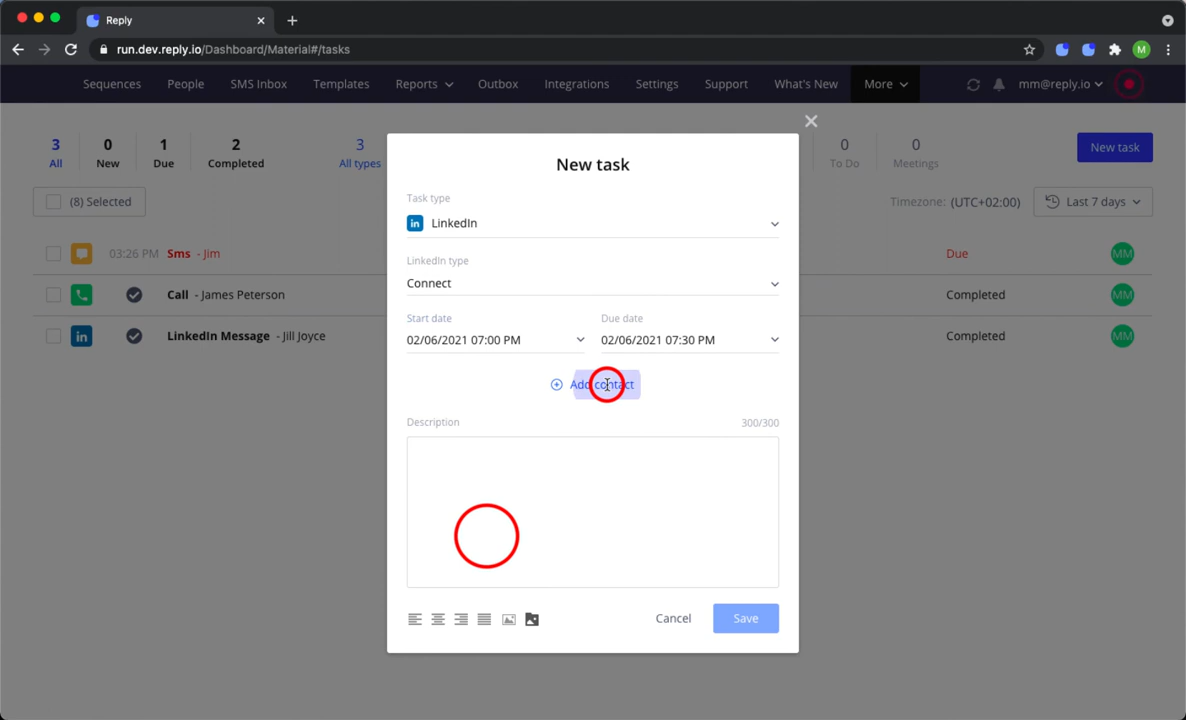 Reply
run.dev.reply.io/Dashboard/Material#/tasks
M
Sequences People SMS Inbox Templates Reports Outbox Integrations Settings Support What's New More mm@reply.io
3 0 1 2 3 0 0
All New Due Completed All types To Do Meetings
New task
(8) Selected
Timezone: (UTC+02:00) Last 7 days
03:26 PM Sms - Jim Due MM
Call - James Peterson Completed MM
in LinkedIn Message - Jill Joyce Completed MM
New task
Task type
in LinkedIn
LinkedIn type
Connect
Start date Due date
02/06/2021 07:00 PM 02/06/2021 07:30 PM
Add contact
Description 300/300
Cancel Save